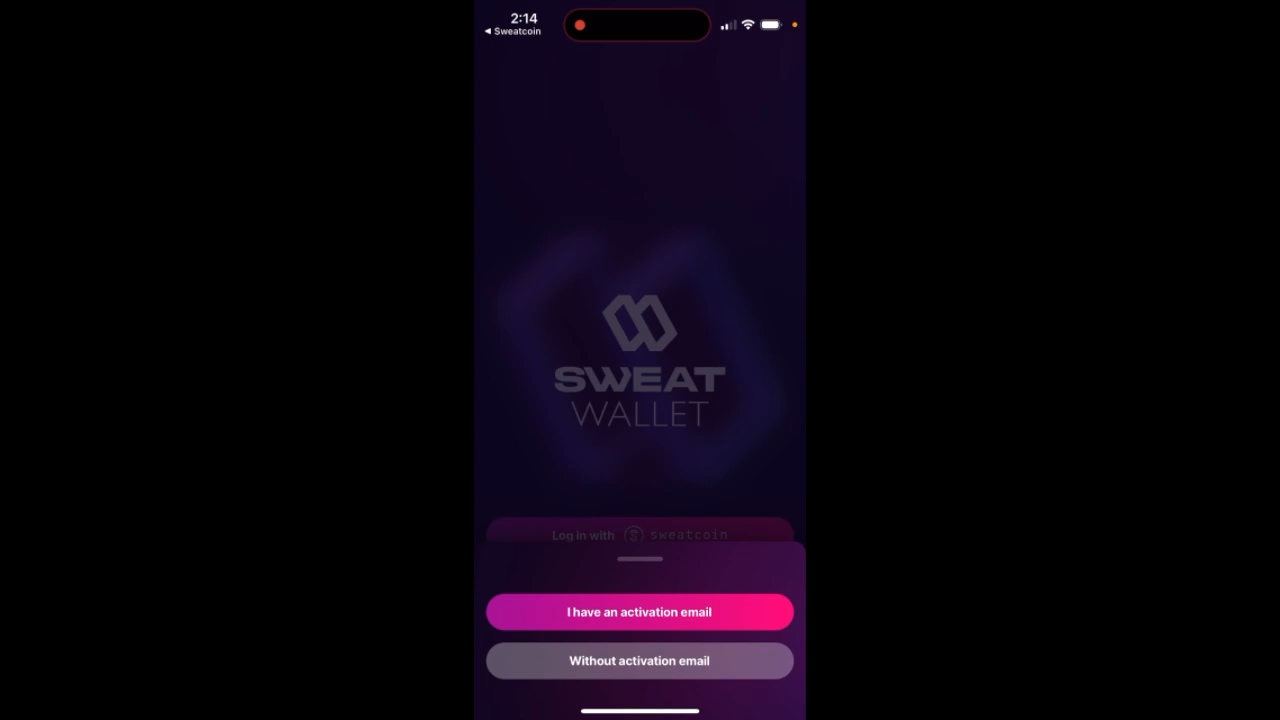 2:14
◀ Sweatcoin
SWEAT
WALLET
Log in with sweatcoin
I have an activation email
Without activation email